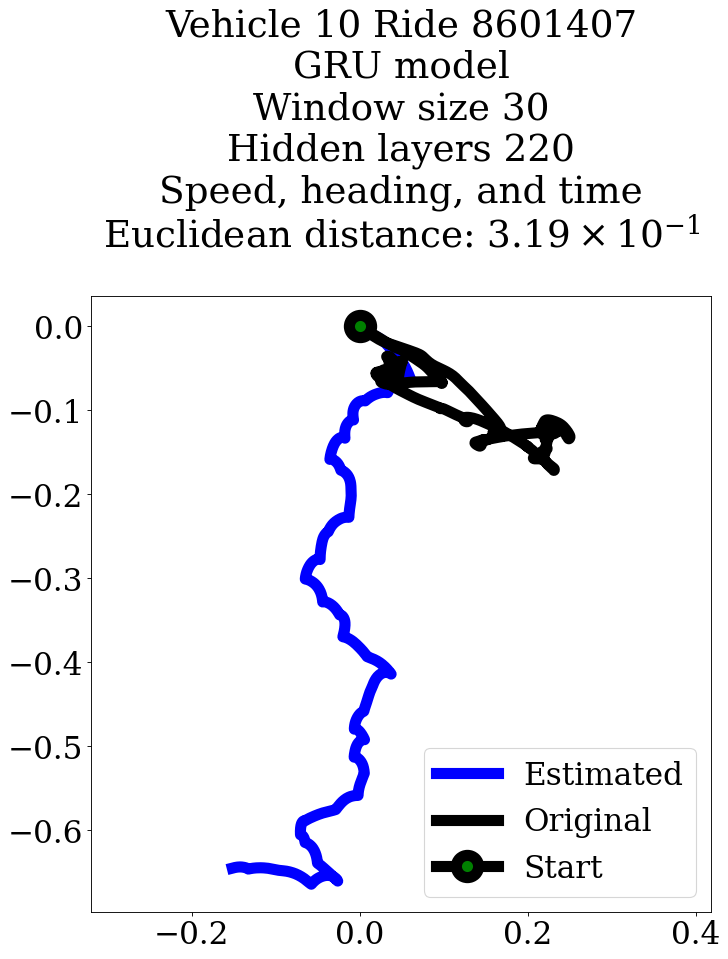 Vehicle 10 Ride 8601407
GRU model
Window size 30
Hidden layers 220
Speed, heading, and time
Euclidean distance: 3.19 × 10⁻¹
0.0
−0.1
−0.2
−0.3
−0.4
−0.5
−0.6
Estimated
Original
Start
−0.2 0.0 0.2 0.4